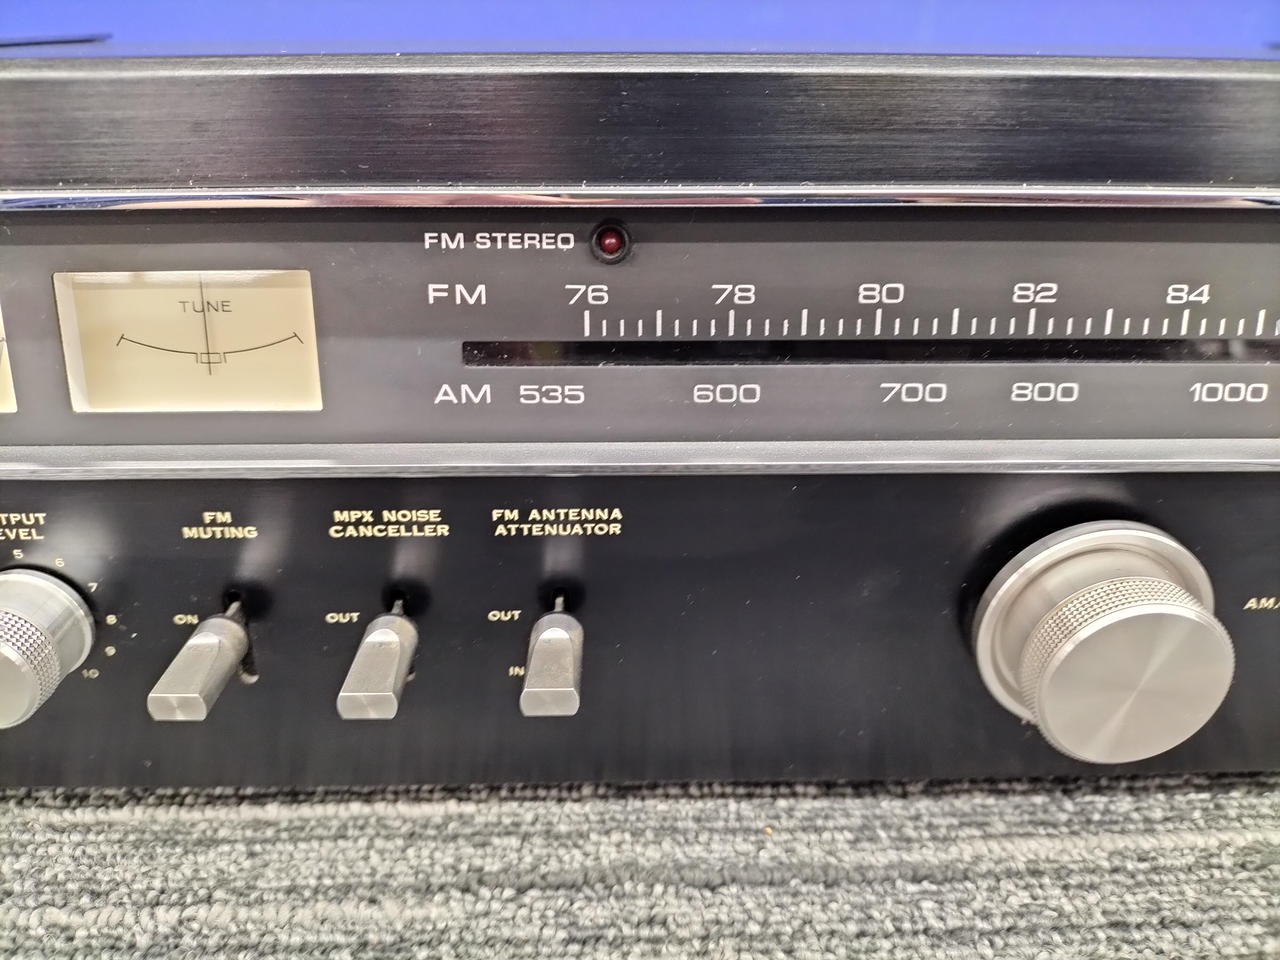 FM STEREO
TUNE
FM 76 78 80 82 84
AM 535 600 700 800 1000
FM
MUTING
MPX NOISE
CANCELLER
FM ANTENNA
ATTENUATOR
5 6 7 8 9 10
ON
OUT
OUT
IN